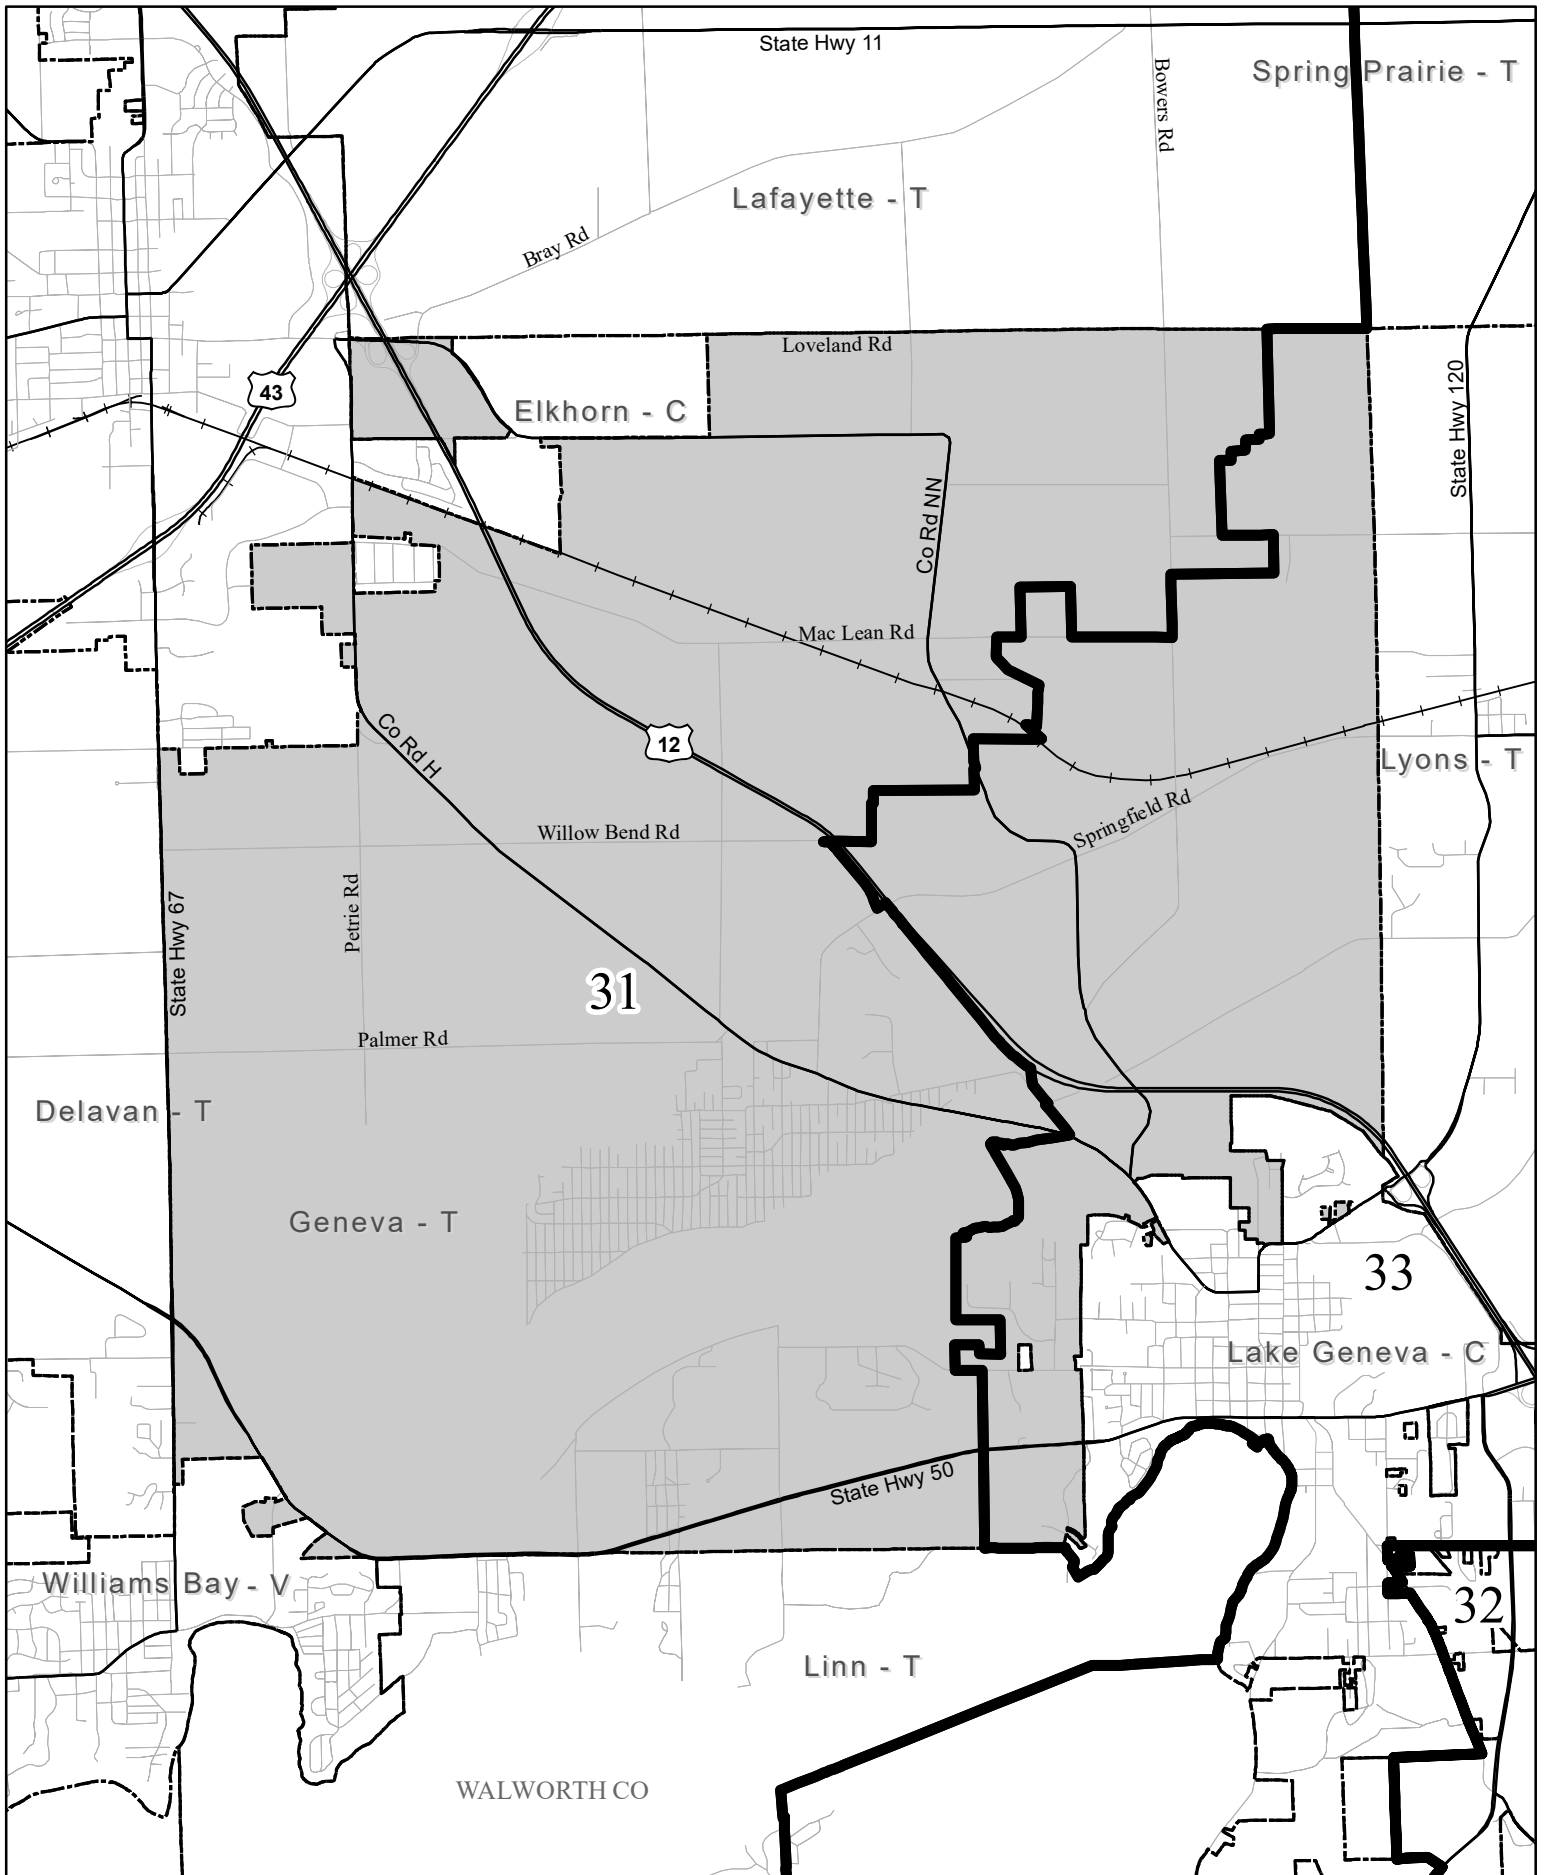 State Hwy 11
Spring Prairie - T
Bowers Rd
Lafayette - T
Bray Rd
Loveland Rd
43
Elkhorn - C
State Hwy 120
Co Rd NN
Mac Lean Rd
Co Rd H
12
Lyons - T
Springfield Rd
Willow Bend Rd
Petrie Rd
State Hwy 67
31
Palmer Rd
Delavan - T
Geneva - T
33
Lake Geneva - C
State Hwy 50
Williams Bay - V
32
Linn - T
WALWORTH CO